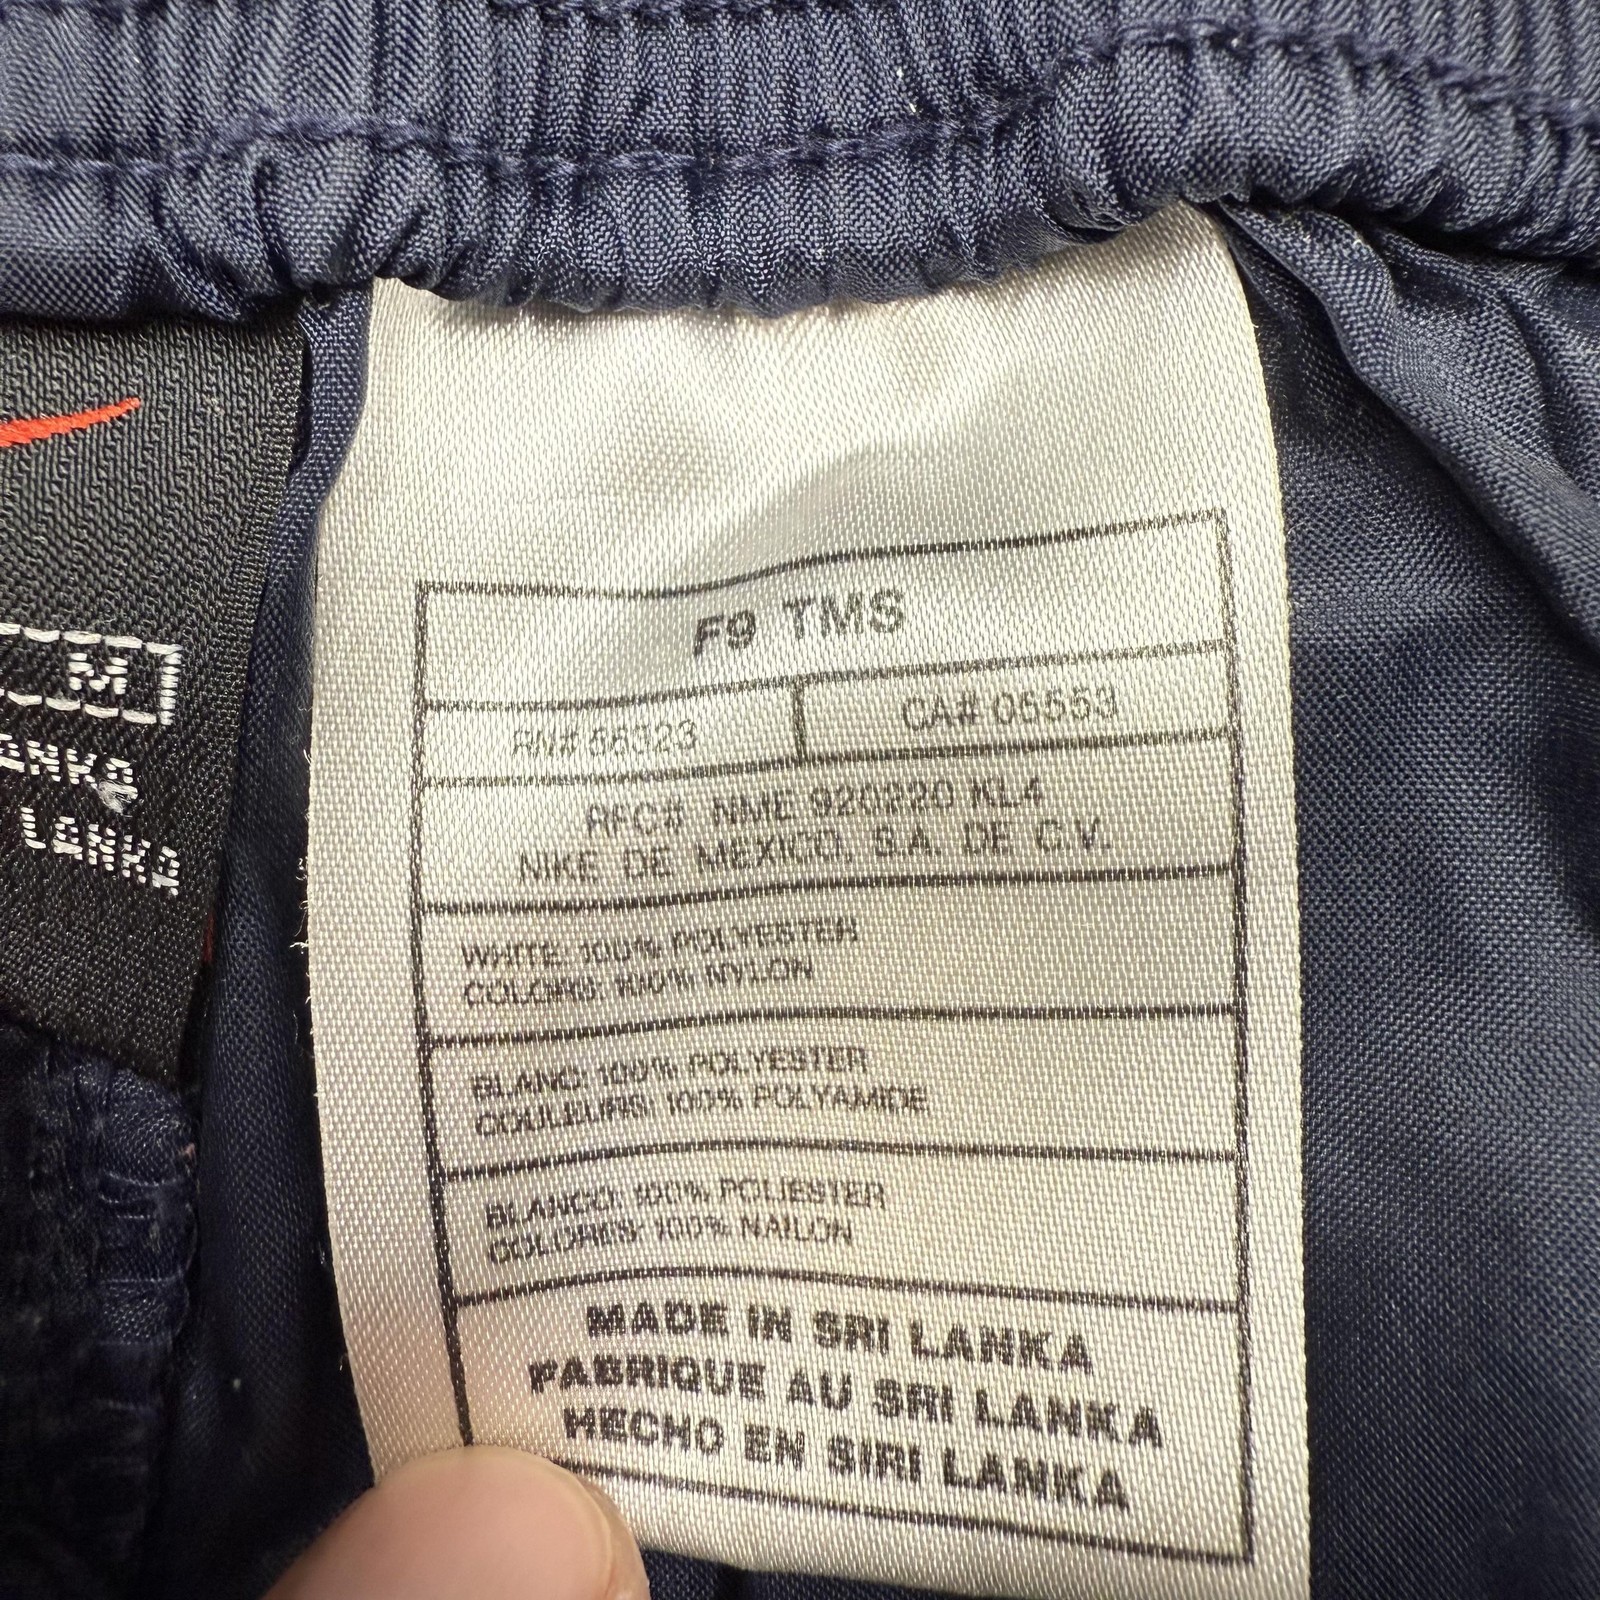 M
ANKA
LANKA
F9 TMS
RN# 56323
CA# 05553
RFC# NME 920220 KL4
NIKE DE MEXICO, S.A. DE C.V.
WHITE: 100% POLYESTER
COLORS: 100% NYLON
BLANC: 100% POLYESTER
COULEURS: 100% POLYAMIDE
BLANCO: 100% POLIESTER
COLORES: 100% NAILON
MADE IN SRI LANKA
FABRIQUE AU SRI LANKA
HECHO EN SIRI LANKA